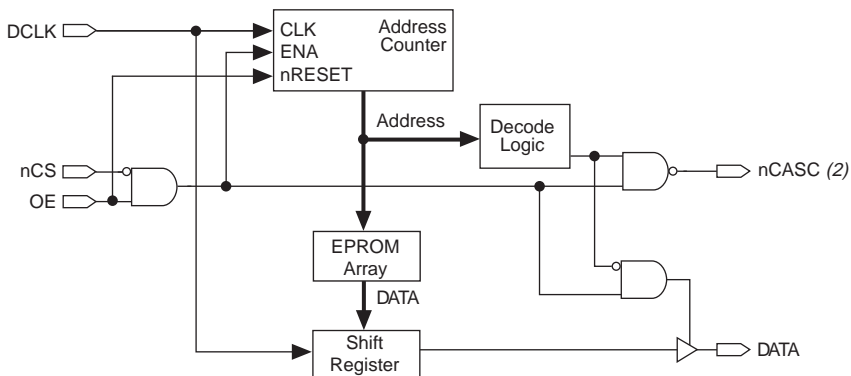 DCLK
CLK
ENA
nRESET
Address
Counter
Address
Decode
Logic
nCS
OE
nCASC (2)
EPROM
Array
DATA
Shift
Register
DATA